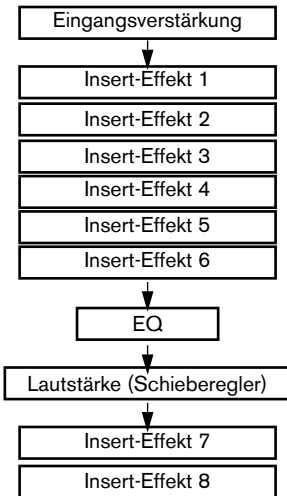 Eingangsverstärkung
Insert-Effekt 1
Insert-Effekt 2
Insert-Effekt 3
Insert-Effekt 4
Insert-Effekt 5
Insert-Effekt 6
EQ
Lautstärke (Schieberegler)
Insert-Effekt 7
Insert-Effekt 8